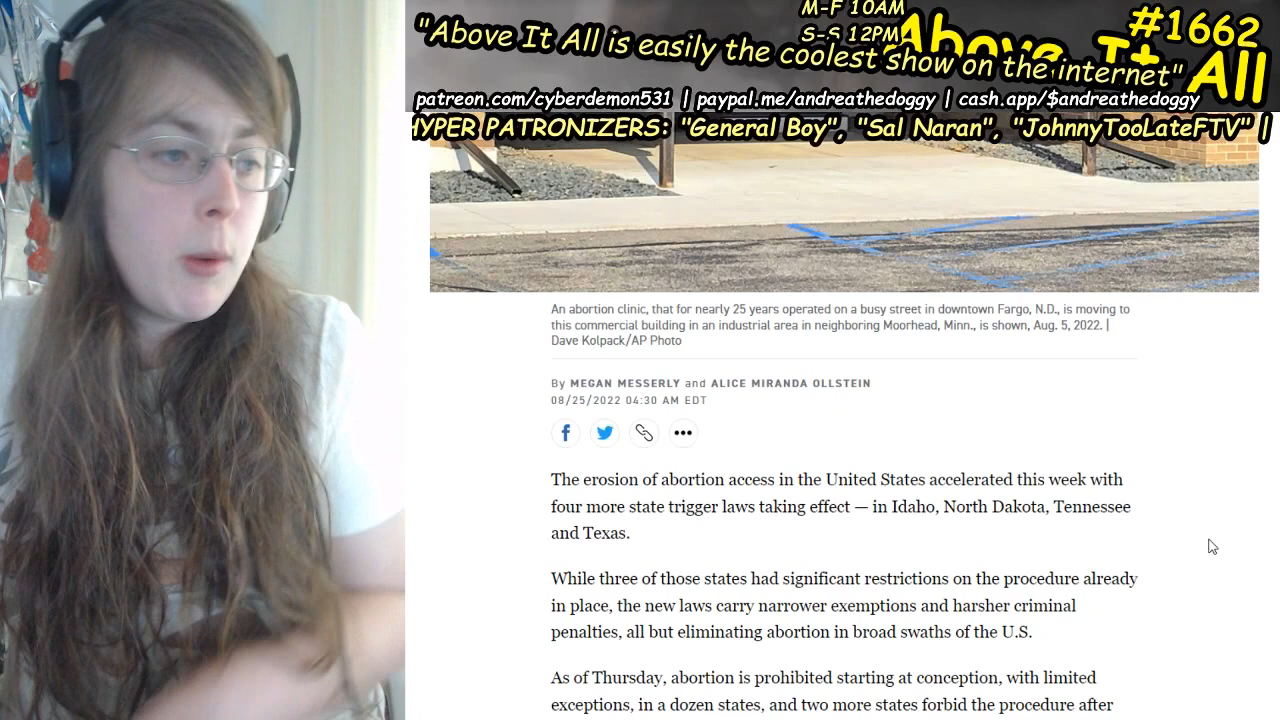 M-F 10AM
S-S 12PM
Above It All
#1662
"Above It All is easily the coolest show on the internet"
patreon.com/cyberdemon531 | paypal.me/andreathedoggy | cash.app/$andreathedoggy
HYPER PATRONIZERS: "General Boy", "Sal Naran", "JohnnyTooLateFTV" |
An abortion clinic, that for nearly 25 years operated on a busy street in downtown Fargo, N.D., is moving to
this commercial building in an industrial area in neighboring Moorhead, Minn., is shown, Aug. 5, 2022. |
Dave Kolpack/AP Photo
By MEGAN MESSERLY and ALICE MIRANDA OLLSTEIN
08/25/2022 04:30 AM EDT
The erosion of abortion access in the United States accelerated this week with
four more state trigger laws taking effect — in Idaho, North Dakota, Tennessee
and Texas.
While three of those states had significant restrictions on the procedure already
in place, the new laws carry narrower exemptions and harsher criminal
penalties, all but eliminating abortion in broad swaths of the U.S.
As of Thursday, abortion is prohibited starting at conception, with limited
exceptions, in a dozen states, and two more states forbid the procedure after